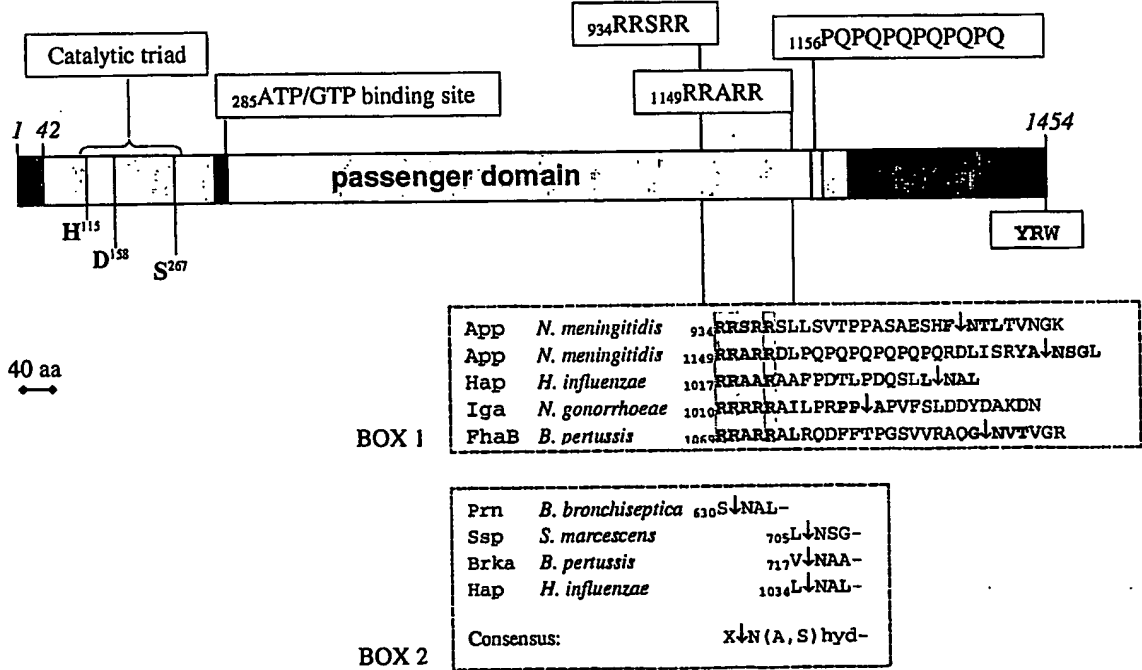 934RRSRR
1156PQPQPQPQPQPQ
Catalytic triad
285ATP/GTP binding site
1149RRARR
1 42
1454
passenger domain
H115
D158
S267
YRW
40 aa
App N. meningitidis 934RRSRRSLLSVTPPASAESHF↓NTLTVNGK
App N. meningitidis 1149RRARRDLPQPQPQPQPQPQRDLISRYA↓NSGL
Hap H. influenzae 1017RRAARAAFPDTLPDQSLL↓NAL
Iga N. gonorrhoeae 1010RRRRRAILPRPP↓APVFSLDDYDAKDN
FhaB B. pertussis 1069RRARRALRQDFFTPGSVVRAQG↓NVTVGR
BOX 1
Prn B. bronchiseptica 630S↓NAL-
Ssp S. marcescens 705L↓NSG-
Brka B. pertussis 717V↓NAA-
Hap H. influenzae 1034L↓NAL-
Consensus: X↓N(A,S)hyd-
BOX 2